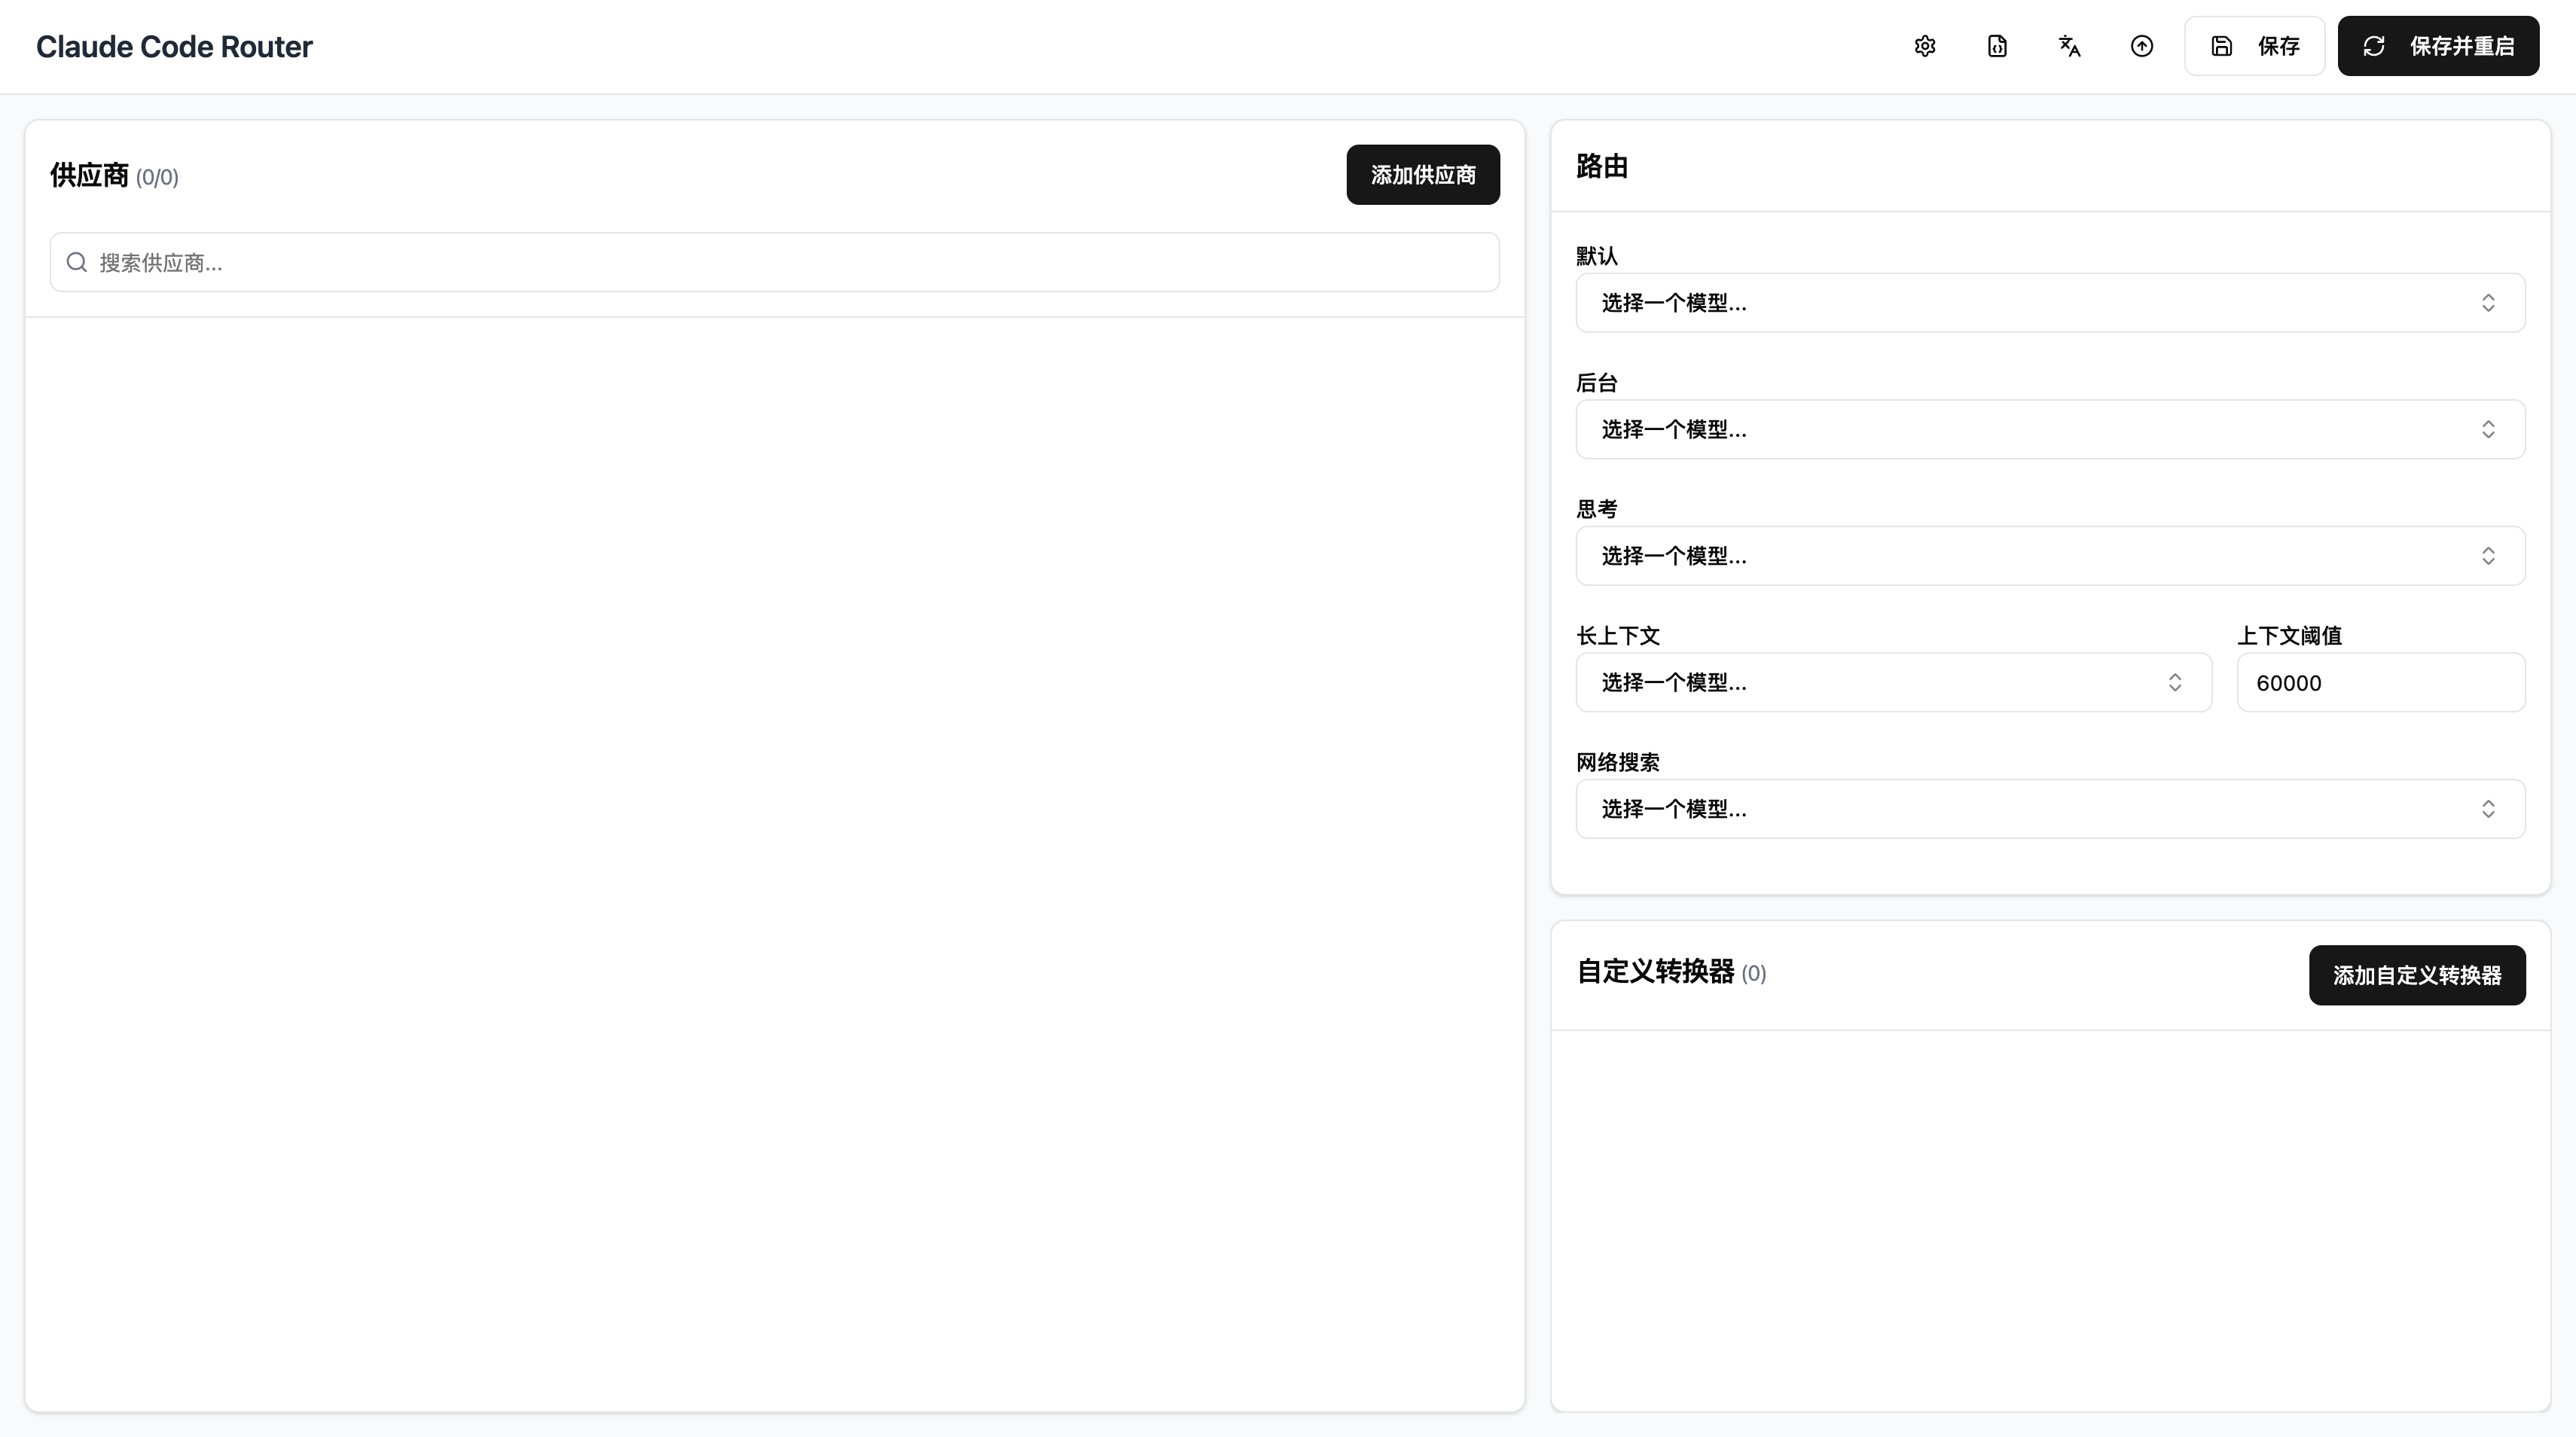 Claude Code Router
保存
保存并重启
供应商 (0/0)
添加供应商
搜索供应商...
路由
默认
选择一个模型...
后台
选择一个模型...
思考
选择一个模型...
长上下文
上下文阈值
选择一个模型...
60000
网络搜索
选择一个模型...
自定义转换器 (0)
添加自定义转换器